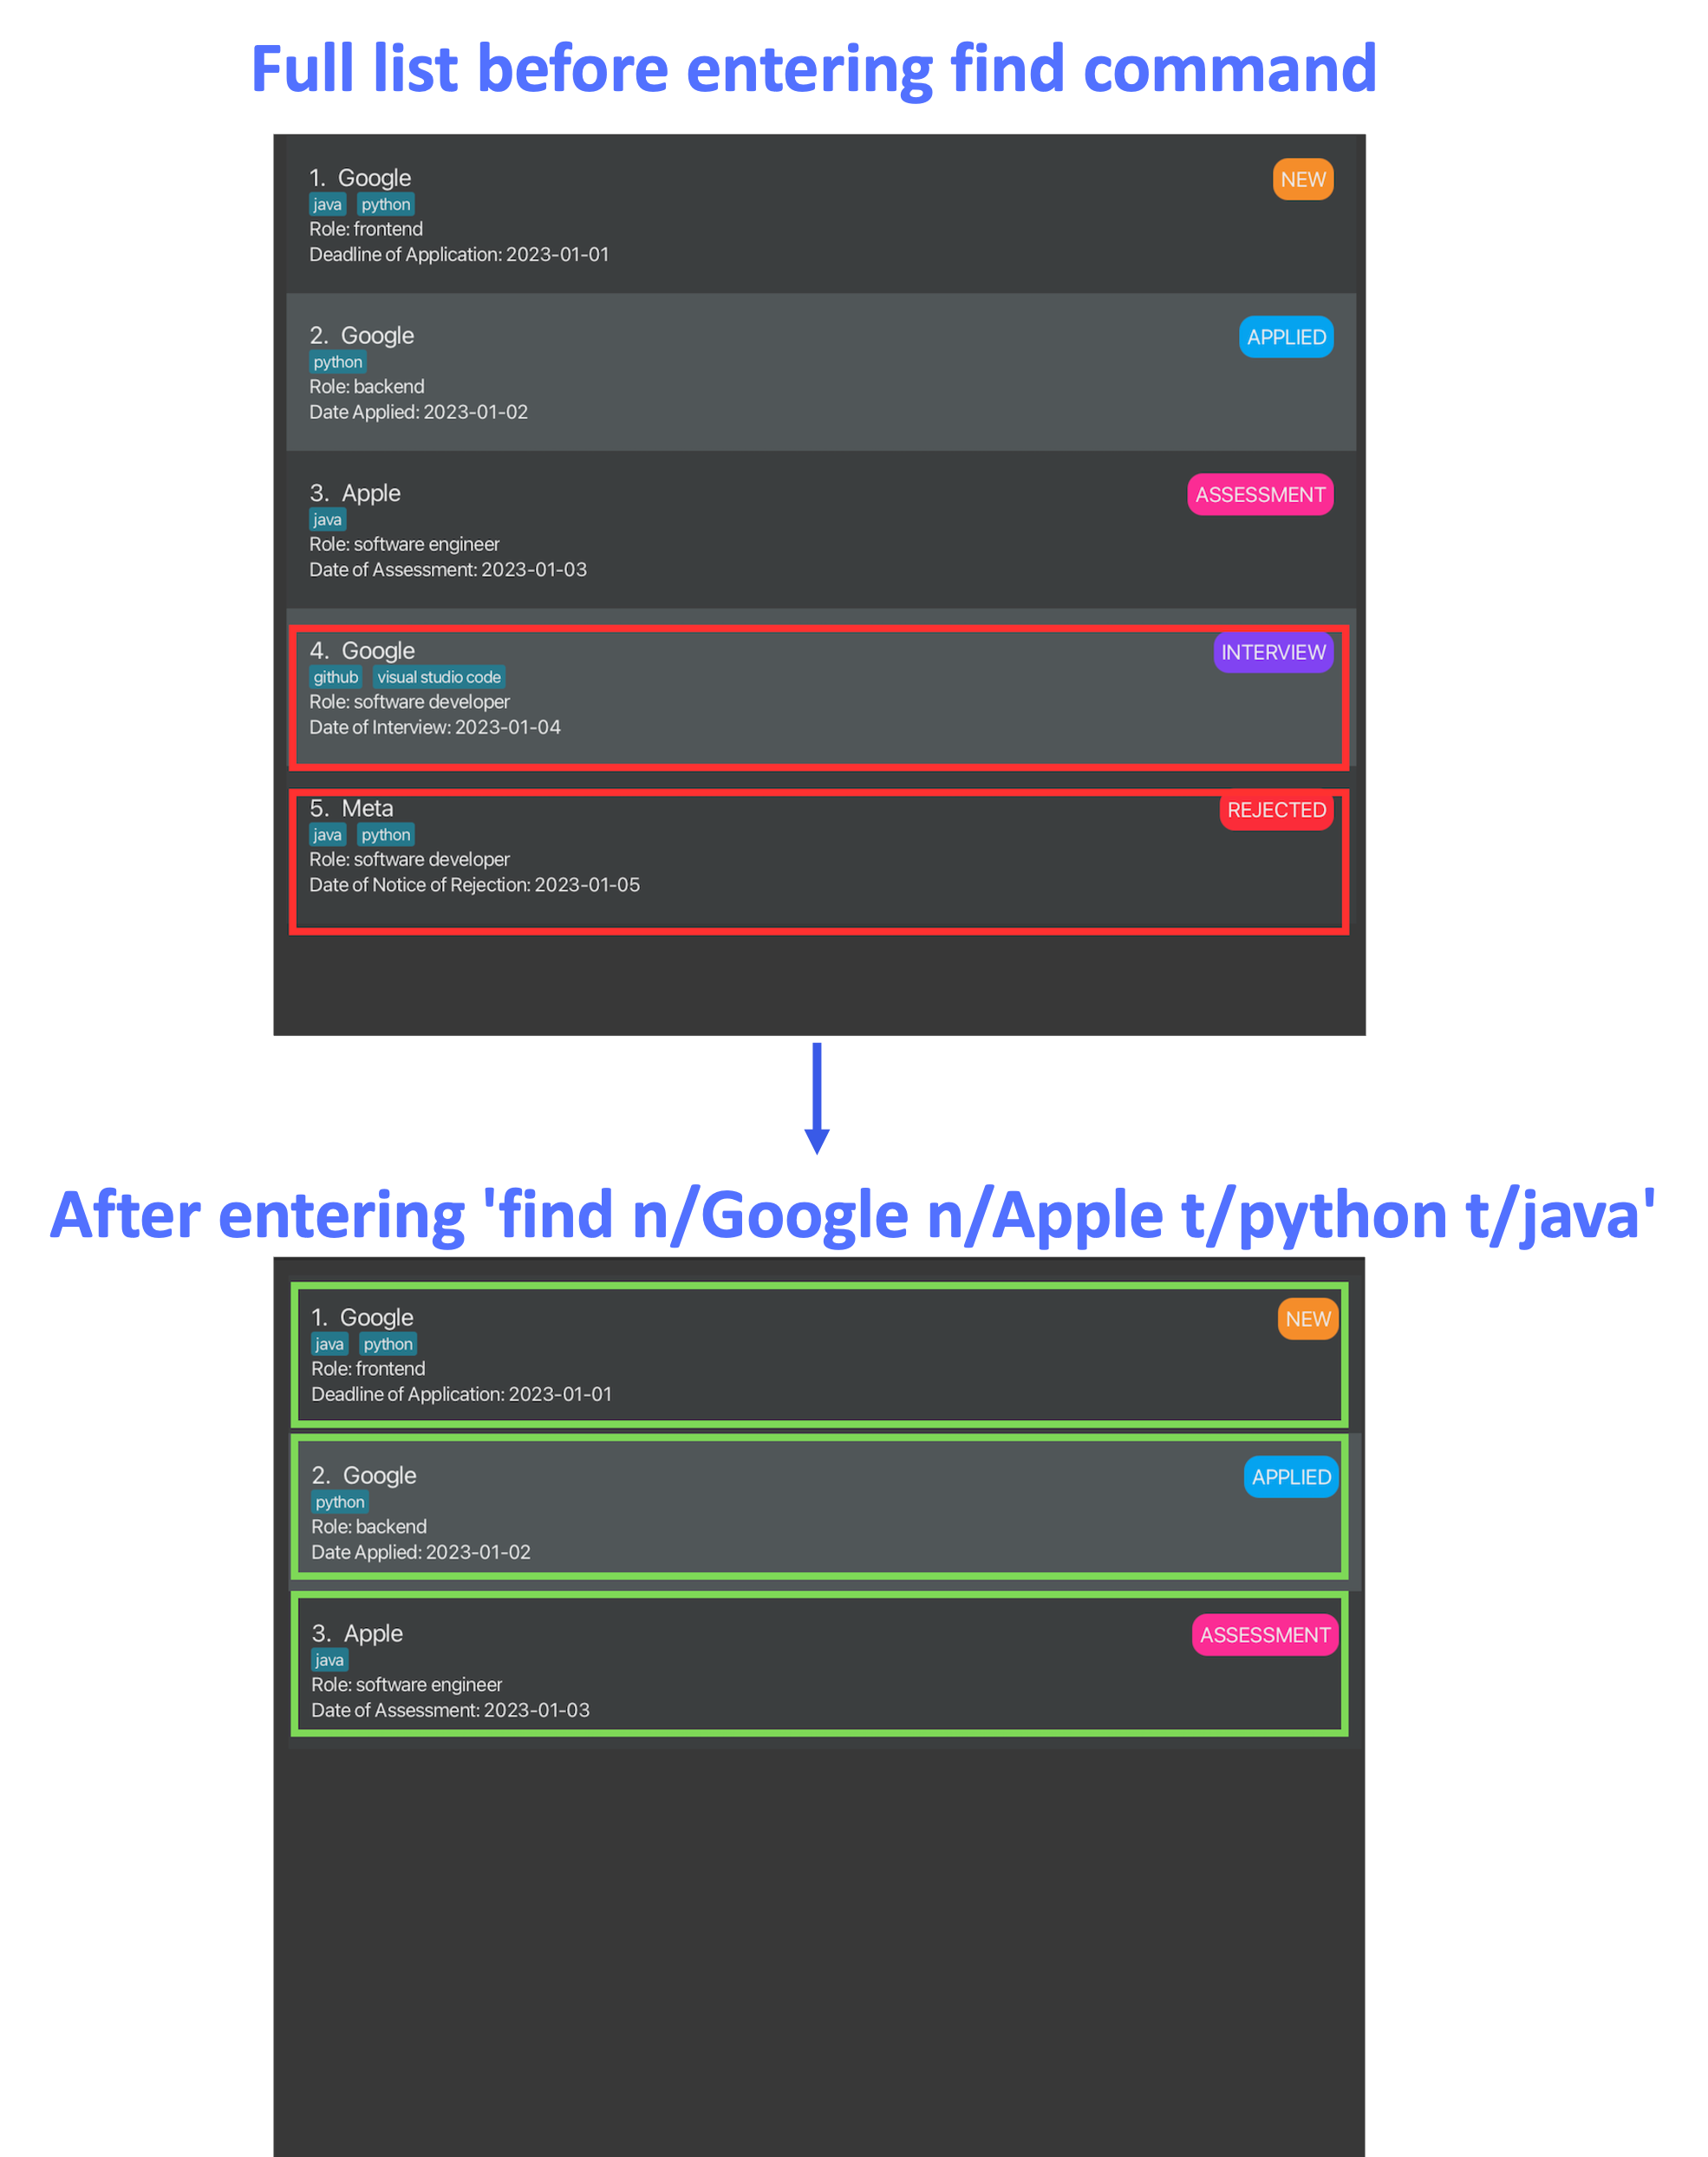 Full list before entering find command
1. Google
NEW
java python
Role: frontend
Deadline of Application: 2023-01-01
2. Google
APPLIED
python
Role: backend
Date Applied: 2023-01-02
3. Apple
ASSESSMENT
java
Role: software engineer
Date of Assessment: 2023-01-03
4. Google
INTERVIEW
github visual studio code
Role: software developer
Date of Interview: 2023-01-04
5. Meta
REJECTED
java python
Role: software developer
Date of Notice of Rejection: 2023-01-05
After entering 'find n/Google n/Apple t/python t/java'
1. Google
NEW
java python
Role: frontend
Deadline of Application: 2023-01-01
2. Google
APPLIED
python
Role: backend
Date Applied: 2023-01-02
3. Apple
ASSESSMENT
java
Role: software engineer
Date of Assessment: 2023-01-03